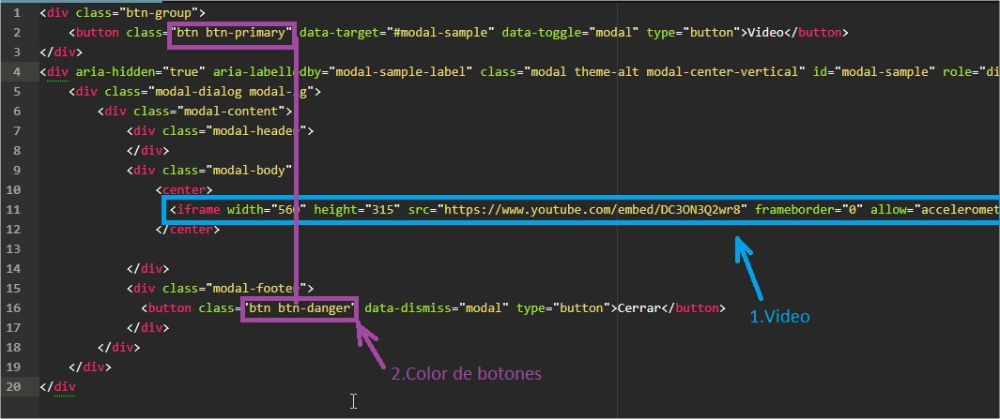 1 <div class="btn-group">
2 <button class="btn btn-primary" data-target="#modal-sample" data-toggle="modal" type="button">Video</button>
3 </div>
4 <div aria-hidden="true" aria-labelledby="modal-sample-label" class="modal theme-alt modal-center-vertical" id="modal-sample" role="di
5 <div class="modal-dialog modal-lg">
6 <div class="modal-content">
7 <div class="modal-header">
8 </div>
9 <div class="modal-body">
10 <center>
11 <iframe width="560" height="315" src="https://www.youtube.com/embed/DC3ON3Q2wr8" frameborder="0" allow="acceleromet
12 </center>
13
14 </div>
15 <div class="modal-footer">
16 <button class="btn btn-danger" data-dismiss="modal" type="button">Cerrar</button>
17 </div>
18 </div>
19 </div>
20 </div
1.Video
2.Color de botones